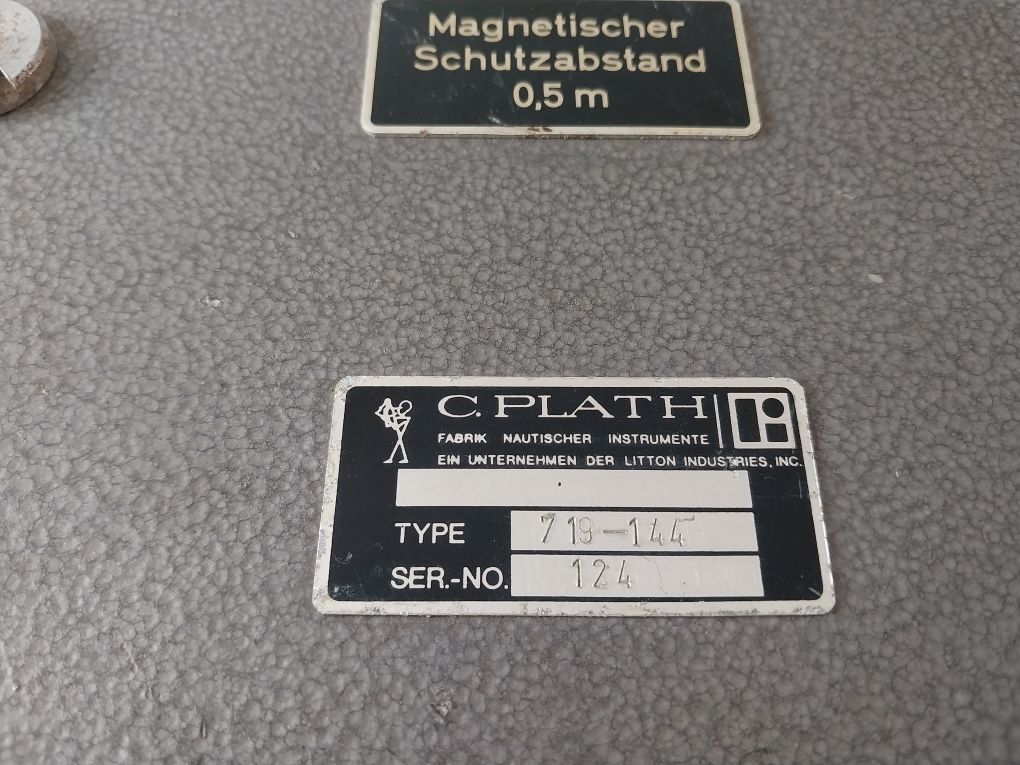 Magnetischer
Schutzabstand
0,5 m
C. PLATH
FABRIK NAUTISCHER INSTRUMENTE
EIN UNTERNEHMEN DER LITTON INDUSTRIES, INC.
TYPE 719-144
SER.-NO. 124